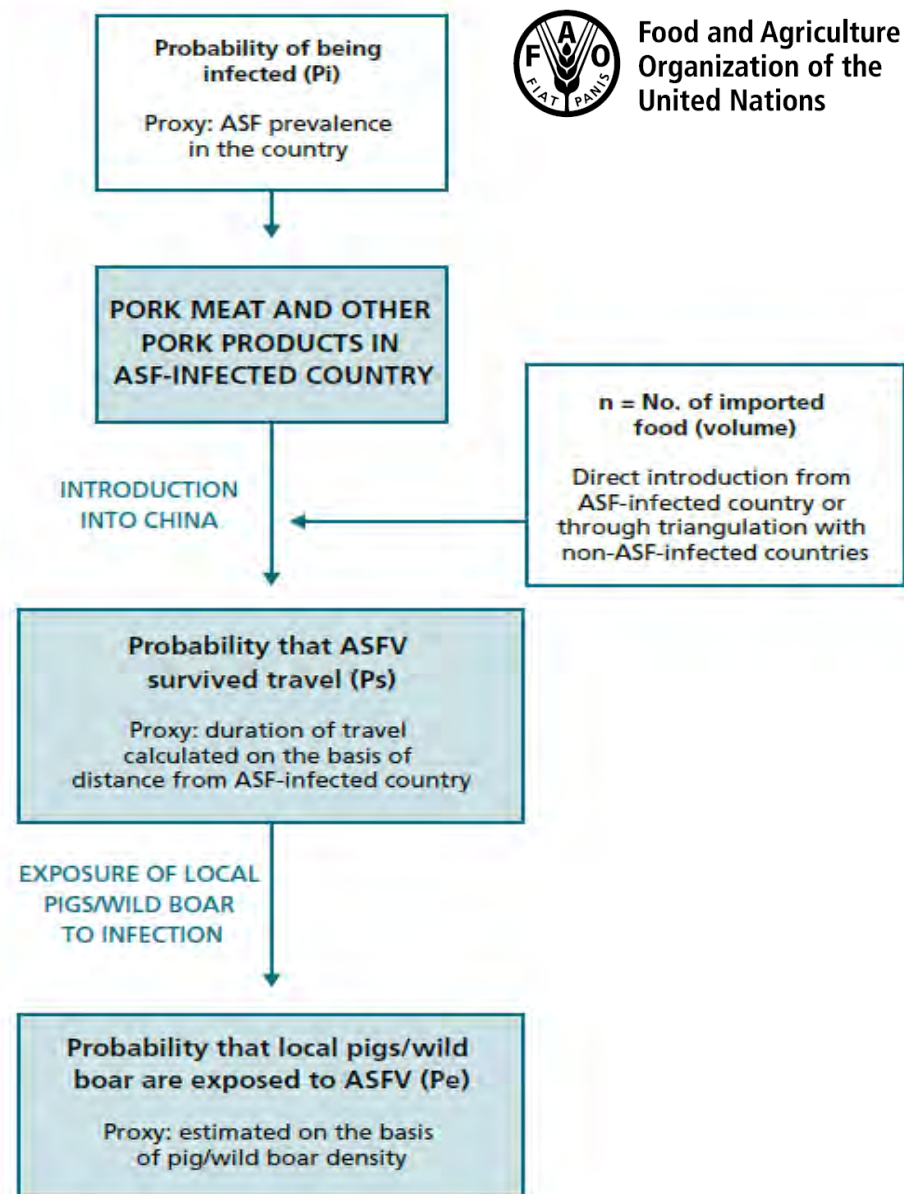 Probability of being
infected (Pi)
Proxy: ASF prevalence
in the country
FAO
FIAT PANIS
Food and Agriculture
Organization of the
United Nations
PORK MEAT AND OTHER
PORK PRODUCTS IN
ASF-INFECTED COUNTRY
n = No. of imported
food (volume)
Direct introduction from
ASF-infected country or
through triangulation with
non-ASF-infected countries
INTRODUCTION
INTO CHINA
Probability that ASFV
survived travel (Ps)
Proxy: duration of travel
calculated on the basis of
distance from ASF-infected country
EXPOSURE OF LOCAL
PIGS/WILD BOAR
TO INFECTION
Probability that local pigs/wild
boar are exposed to ASFV (Pe)
Proxy: estimated on the basis
of pig/wild boar density